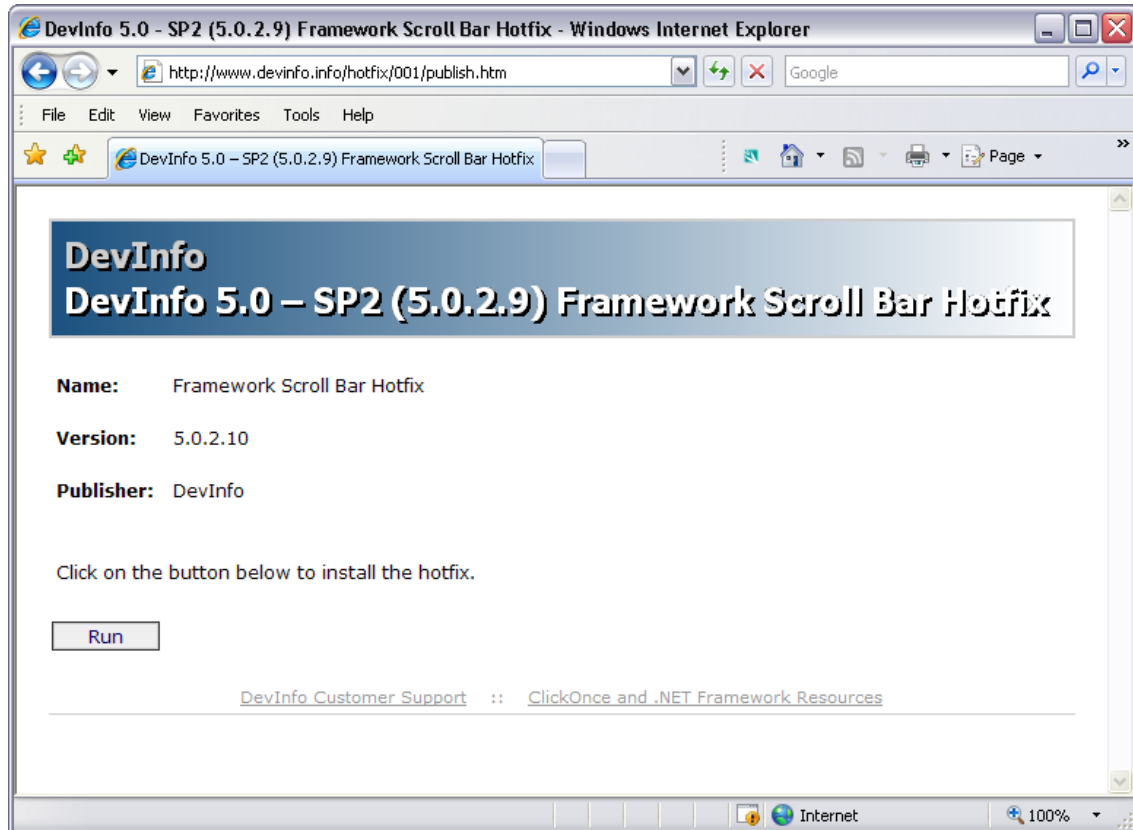 DevInfo 5.0 - SP2 (5.0.2.9) Framework Scroll Bar Hotfix - Windows Internet Explorer
http://www.devinfo.info/hotfix/001/publish.htm
Google
File Edit View Favorites Tools Help
DevInfo 5.0 – SP2 (5.0.2.9) Framework Scroll Bar Hotfix
Page
»
DevInfo
DevInfo 5.0 – SP2 (5.0.2.9) Framework Scroll Bar Hotfix
Name: Framework Scroll Bar Hotfix
Version: 5.0.2.10
Publisher: DevInfo
Click on the button below to install the hotfix.
Run
DevInfo Customer Support :: ClickOnce and .NET Framework Resources
Internet 100%